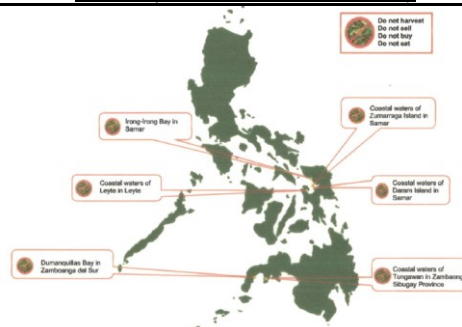 Do not harvest
Do not sell
Do not buy
Do not eat
Irong-Irong Bay in
Samar
Coastal waters of
Zumarraga Island in
Samar
Coastal waters of
Leyte in Leyte
Coastal waters of
Daram Island in
Samar
Dumanquillas Bay in
Zamboanga del Sur
Coastal waters of
Tungawan in Zamboang
Sibugay Province